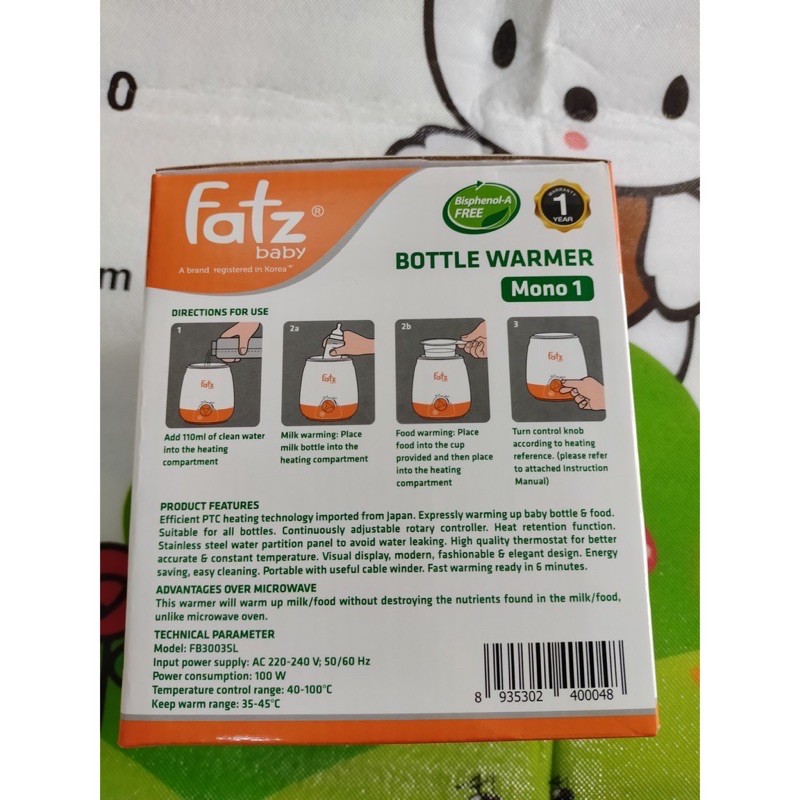 0
m
fatz®
baby
A brand registered in Korea™
Bisphenol-A
FREE
WARRANTY
1
YEAR
BOTTLE WARMER
Mono 1
DIRECTIONS FOR USE
1
Add 110ml of clean water
into the heating
compartment
2a
fatz
Milk warming: Place
milk bottle into the
heating compartment
2b
fatz
Food warming: Place
food into the cup
provided and then place
into the heating
compartment
3
fatz
Turn control knob
according to heating
reference. (please refer
to attached Instruction
Manual)
PRODUCT FEATURES
Efficient PTC heating technology imported from Japan. Expressly warming up baby bottle & food.
Suitable for all bottles. Continuously adjustable rotary controller. Heat retention function.
Stainless steel water partition panel to avoid water leaking. High quality thermostat for better
accurate & constant temperature. Visual display, modern, fashionable & elegant design. Energy
saving, easy cleaning. Portable with useful cable winder. Fast warming ready in 6 minutes.
ADVANTAGES OVER MICROWAVE
This warmer will warm up milk/food without destroying the nutrients found in the milk/food,
unlike microwave oven.
TECHNICAL PARAMETER
Model: FB3003SL
Input power supply: AC 220-240 V; 50/60 Hz
Power consumption: 100 W
Temperature control range: 40-100°C
Keep warm range: 35-45°C
8 935302 400048